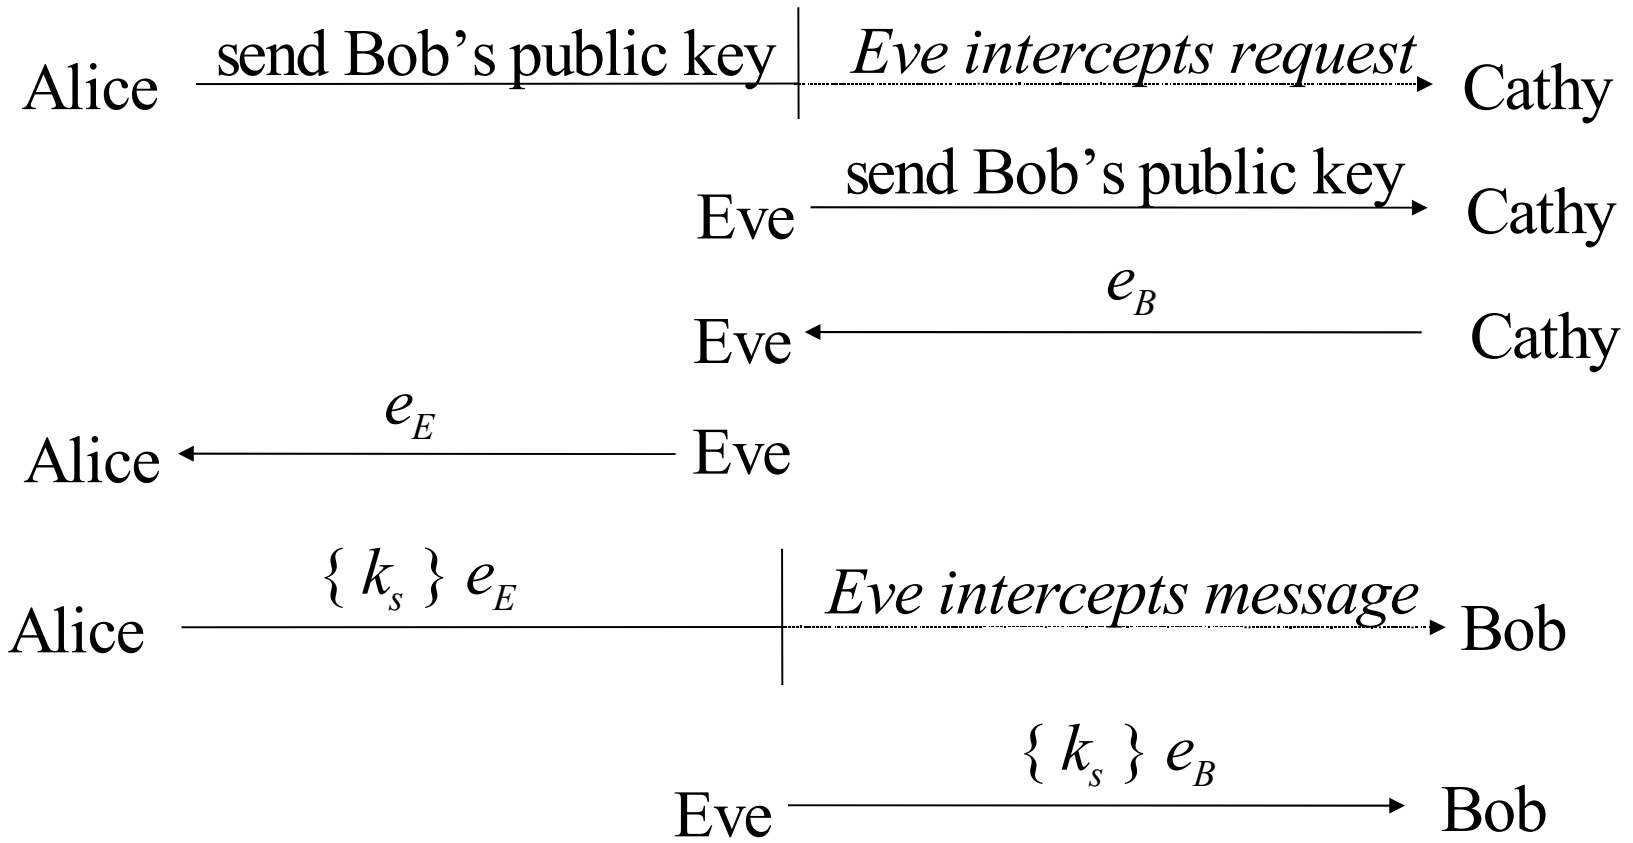 Alice send Bob’s public key Eve intercepts request Cathy
Eve send Bob’s public key Cathy
Eve e_B Cathy
Alice e_E Eve
Alice { k_s } e_E Eve intercepts message Bob
Eve { k_s } e_B Bob